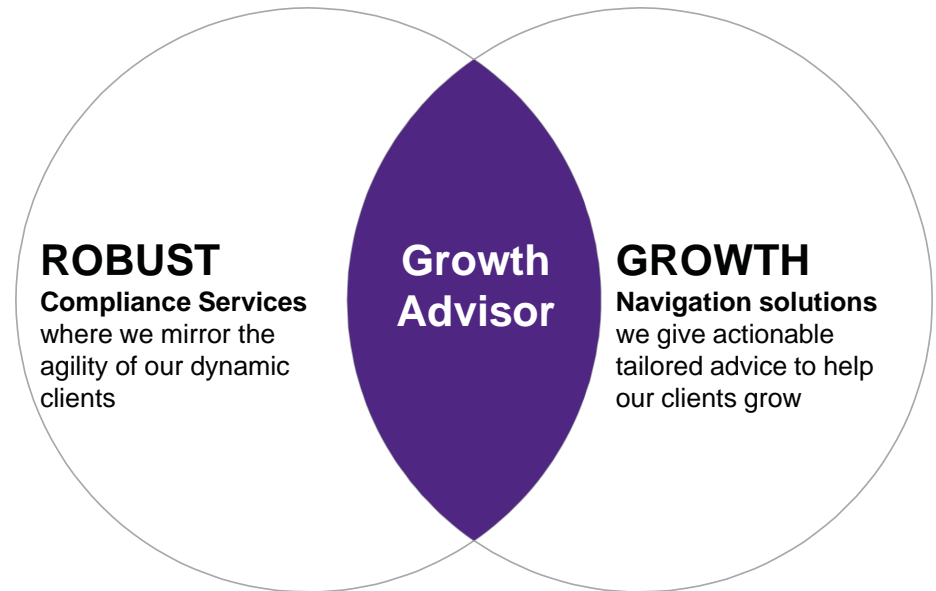 ROBUST
Compliance Services
where we mirror the
agility of our dynamic
clients
Growth
Advisor
GROWTH
Navigation solutions
we give actionable
tailored advice to help
our clients grow